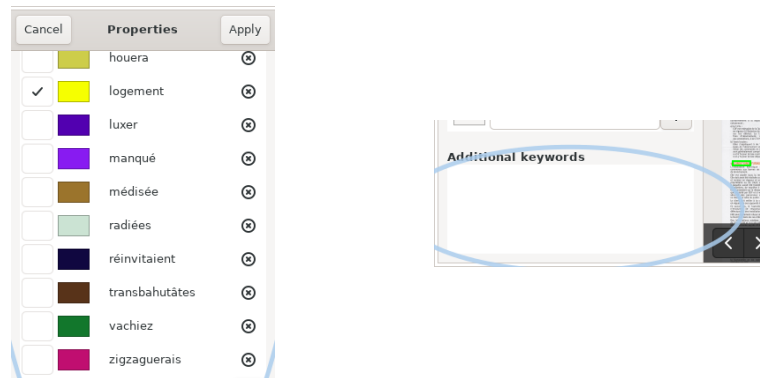 Cancel Properties Apply
houera
logement
luxer
manqué
médisée
radiées
réinvitaient
transbahutâtes
vachiez
zigzaguerais
Additional keywords